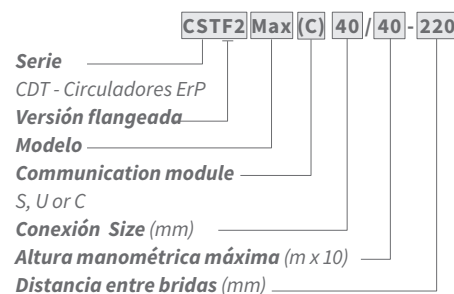 CSTF2 Max (C) 40 / 40 - 220
Serie
CDT - Circuladores ErP
Versión flangeada
Modelo
Communication module
S, U or C
Conexión Size (mm)
Altura manométrica máxima (m x 10)
Distancia entre bridas (mm)